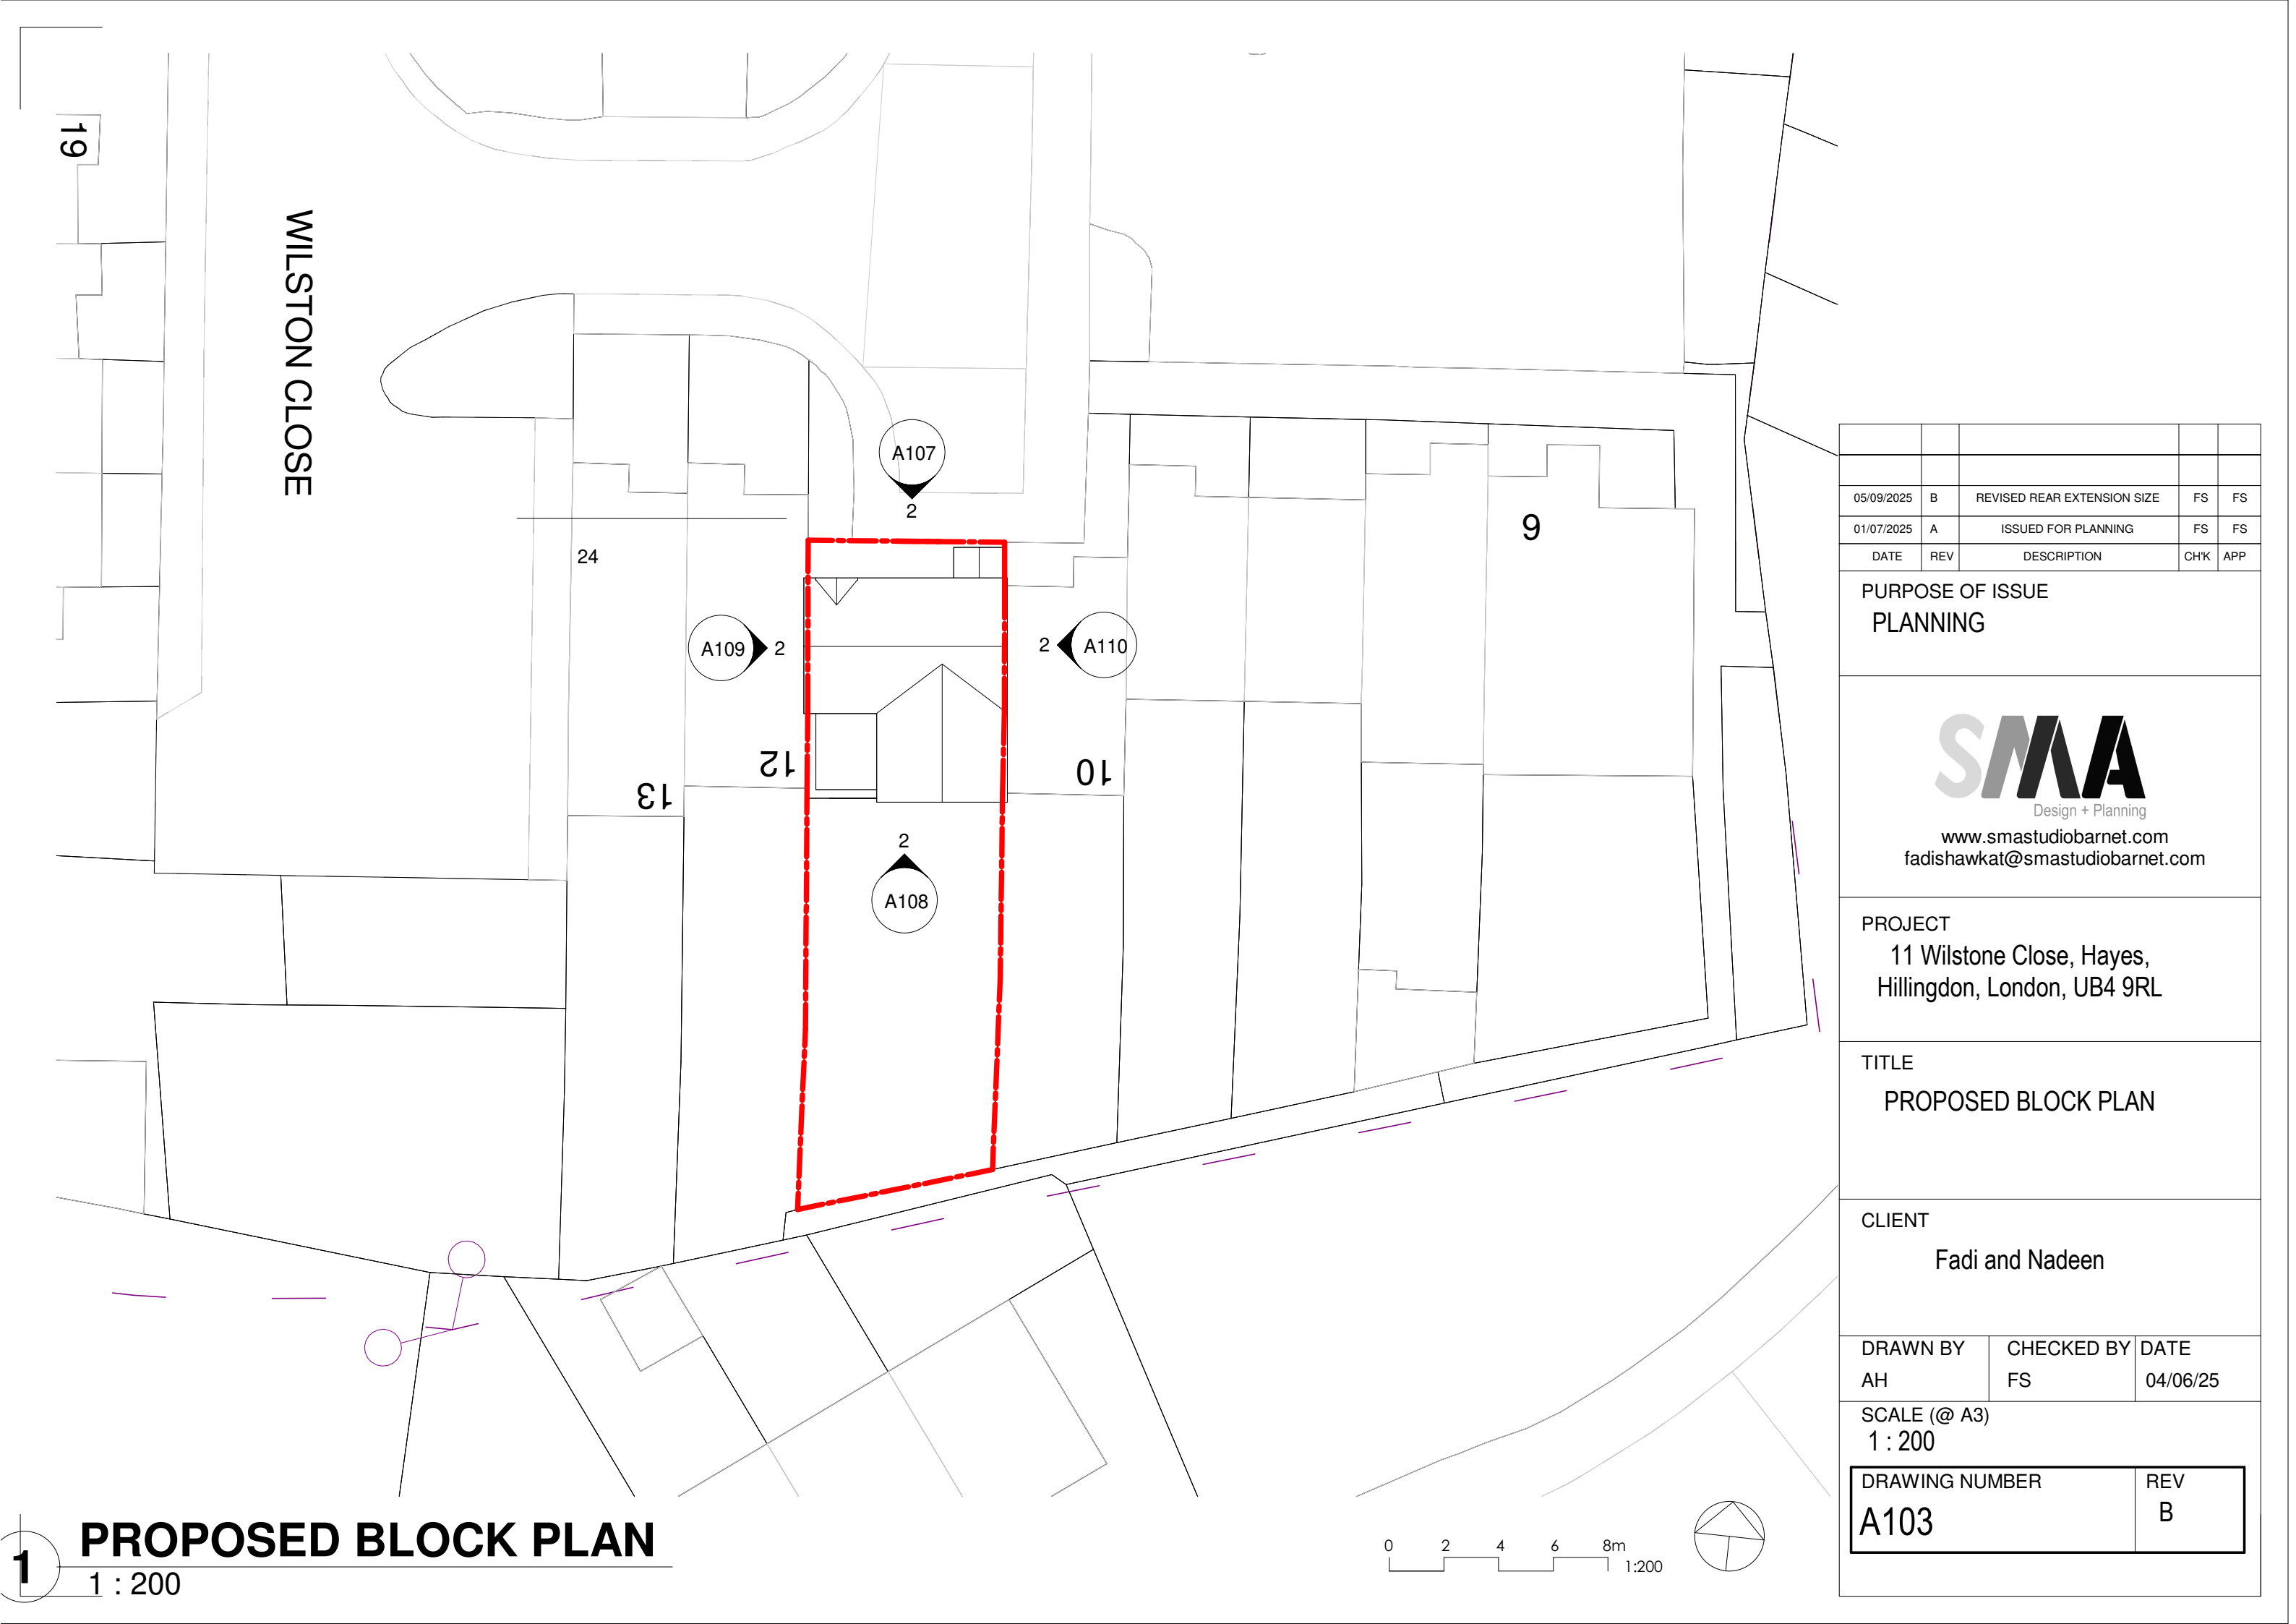 19
WILSTON CLOSE
24
A107
2
9
A109
2
2
A110
12
10
13
2
A108
1
PROPOSED BLOCK PLAN
1 : 200
0 2 4 6 8m
1:200
05/09/2025 B REVISED REAR EXTENSION SIZE FS FS
01/07/2025 A ISSUED FOR PLANNING FS FS
DATE REV DESCRIPTION CH'K APP
PURPOSE OF ISSUE
PLANNING
SMA
Design + Planning
www.smastudiobarnet.com
fadishawkat@smastudiobarnet.com
PROJECT
11 Wilstone Close, Hayes,
Hillingdon, London, UB4 9RL
TITLE
PROPOSED BLOCK PLAN
CLIENT
Fadi and Nadeen
DRAWN BY CHECKED BY DATE
AH FS 04/06/25
SCALE (@ A3)
1 : 200
DRAWING NUMBER REV
A103 B